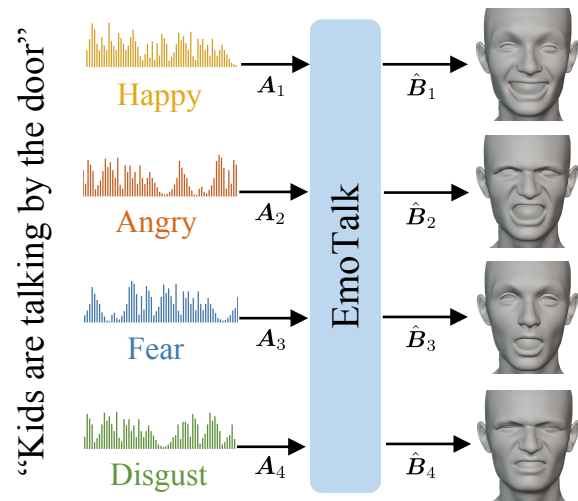 “Kids are talking by the door”
Happy
A₁
B̂₁
Angry
A₂
B̂₂
EmoTalk
Fear
A₃
B̂₃
Disgust
A₄
B̂₄